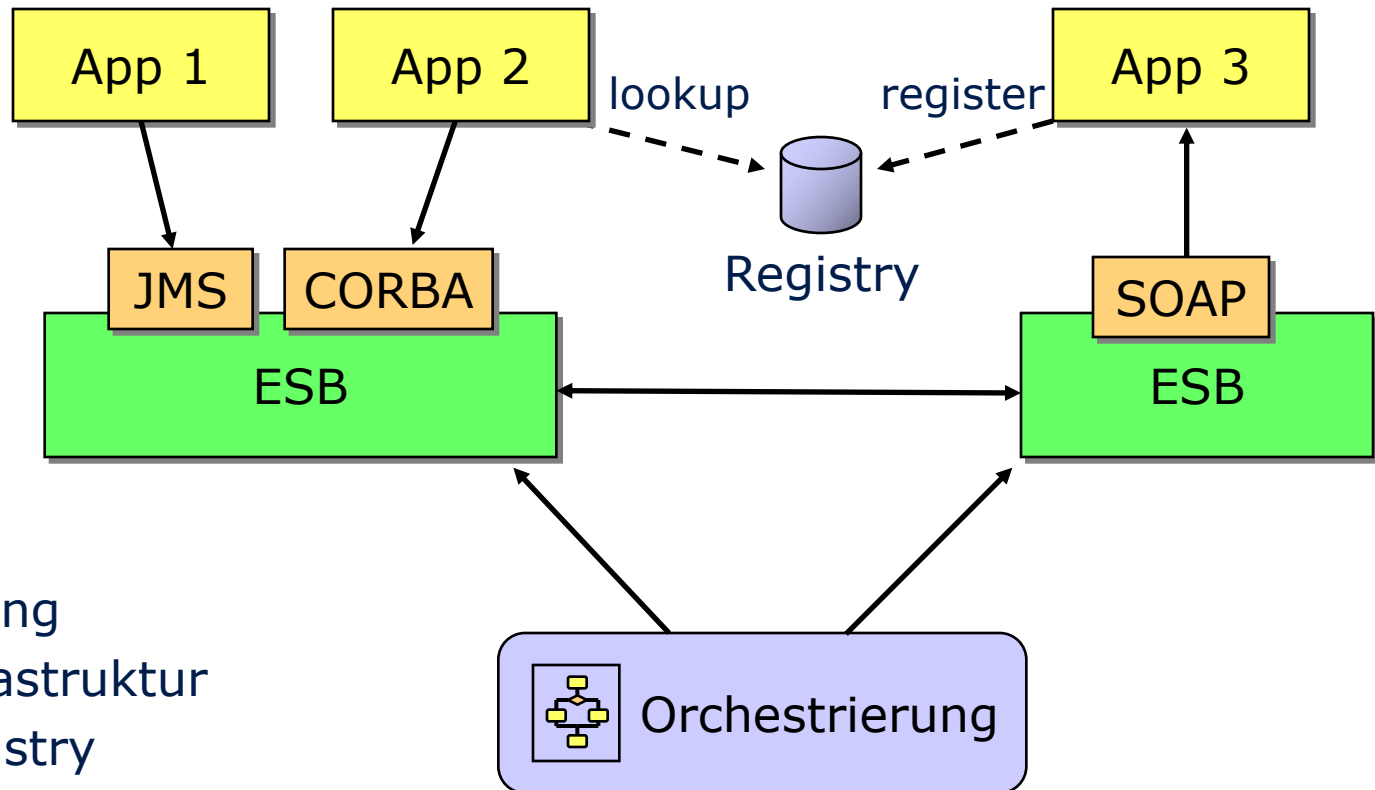 App 1
App 2
App 3
lookup
register
Registry
JMS
CORBA
SOAP
ESB
ESB
ng
astruktur
stry
Orchestrierung